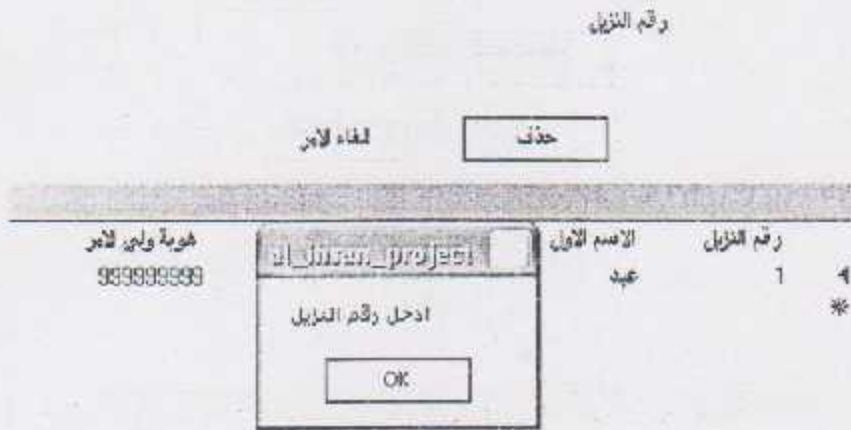 رقم النزيل
حذف الغاء الامر
رقم النزيل الاسم الاول هوية ولي الامر
1 عبد 999999999
al_insan_project
ادخل رقم النزيل
OK